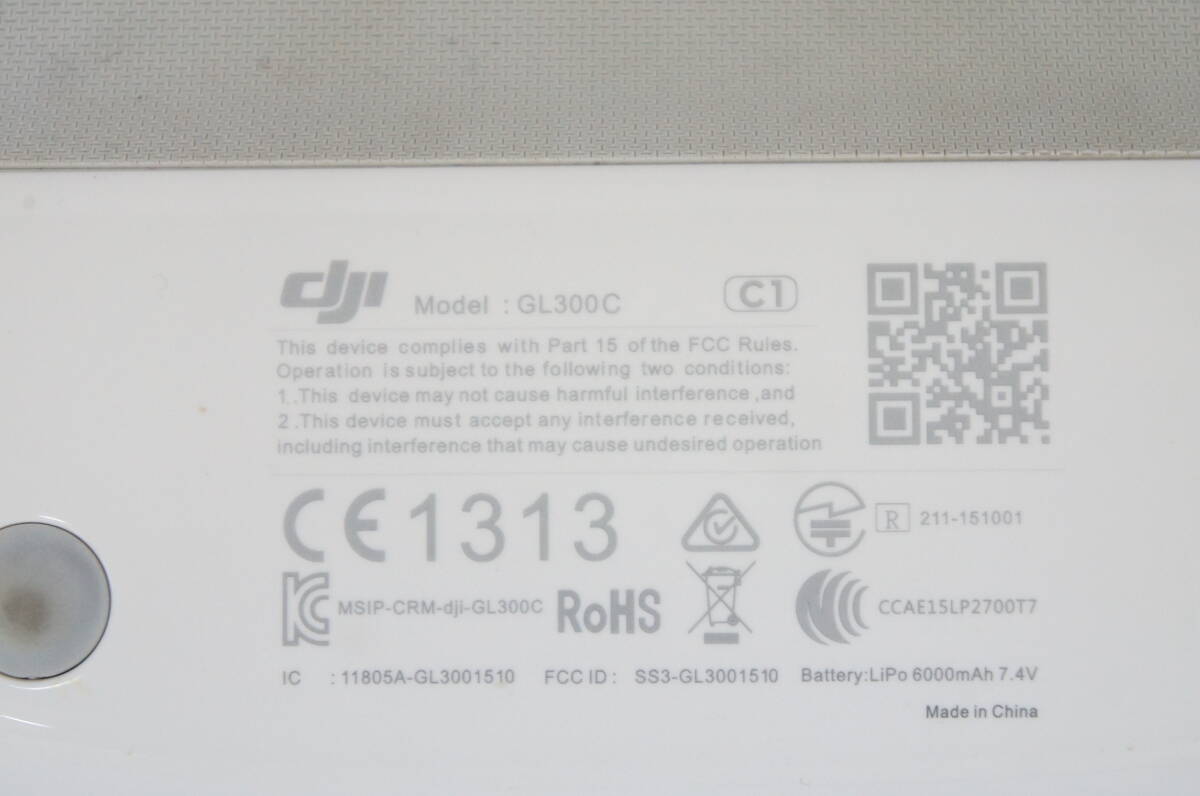 dji Model : GL300C C1
This device complies with Part 15 of the FCC Rules.
Operation is subject to the following two conditions:
1 .This device may not cause harmful interference ,and
2 .This device must accept any interference received,
including interference that may cause undesired operation
CE 1313 R 211-151001
KC MSIP-CRM-dji-GL300C RoHS CCAE15LP2700T7
IC : 11805A-GL3001510 FCC ID : SS3-GL3001510 Battery:LiPo 6000mAh 7.4V
Made in China